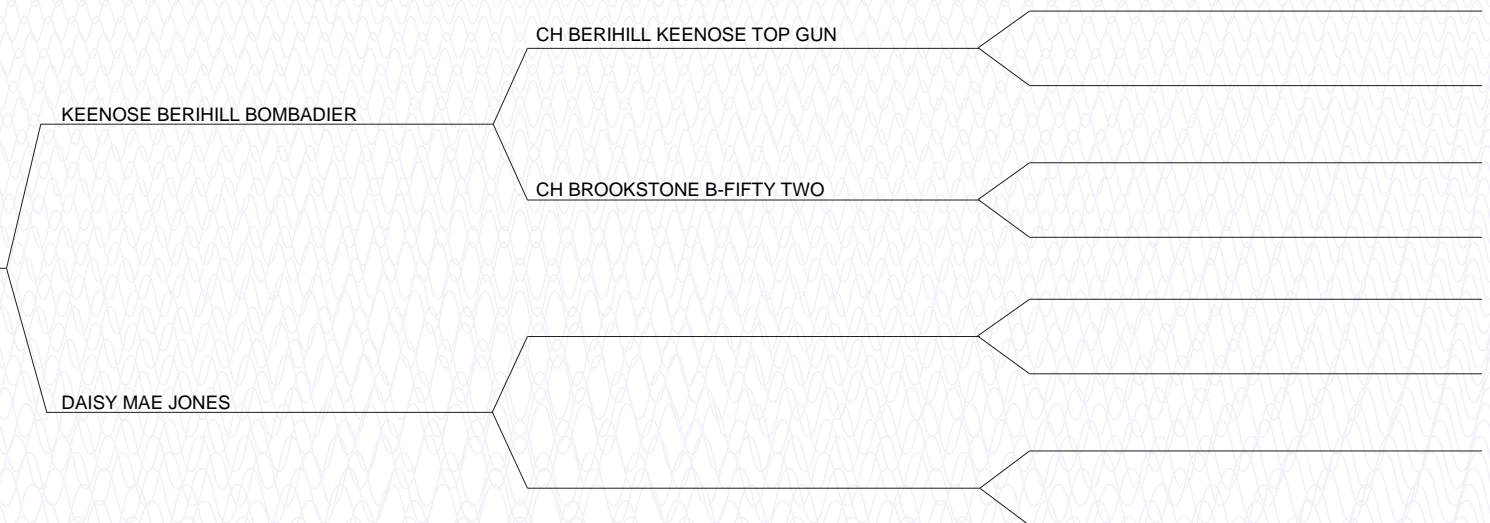 CH BERIHILL KEENOSE TOP GUN
KEENOSE BERIHILL BOMBADIER
CH BROOKSTONE B-FIFTY TWO
DAISY MAE JONES